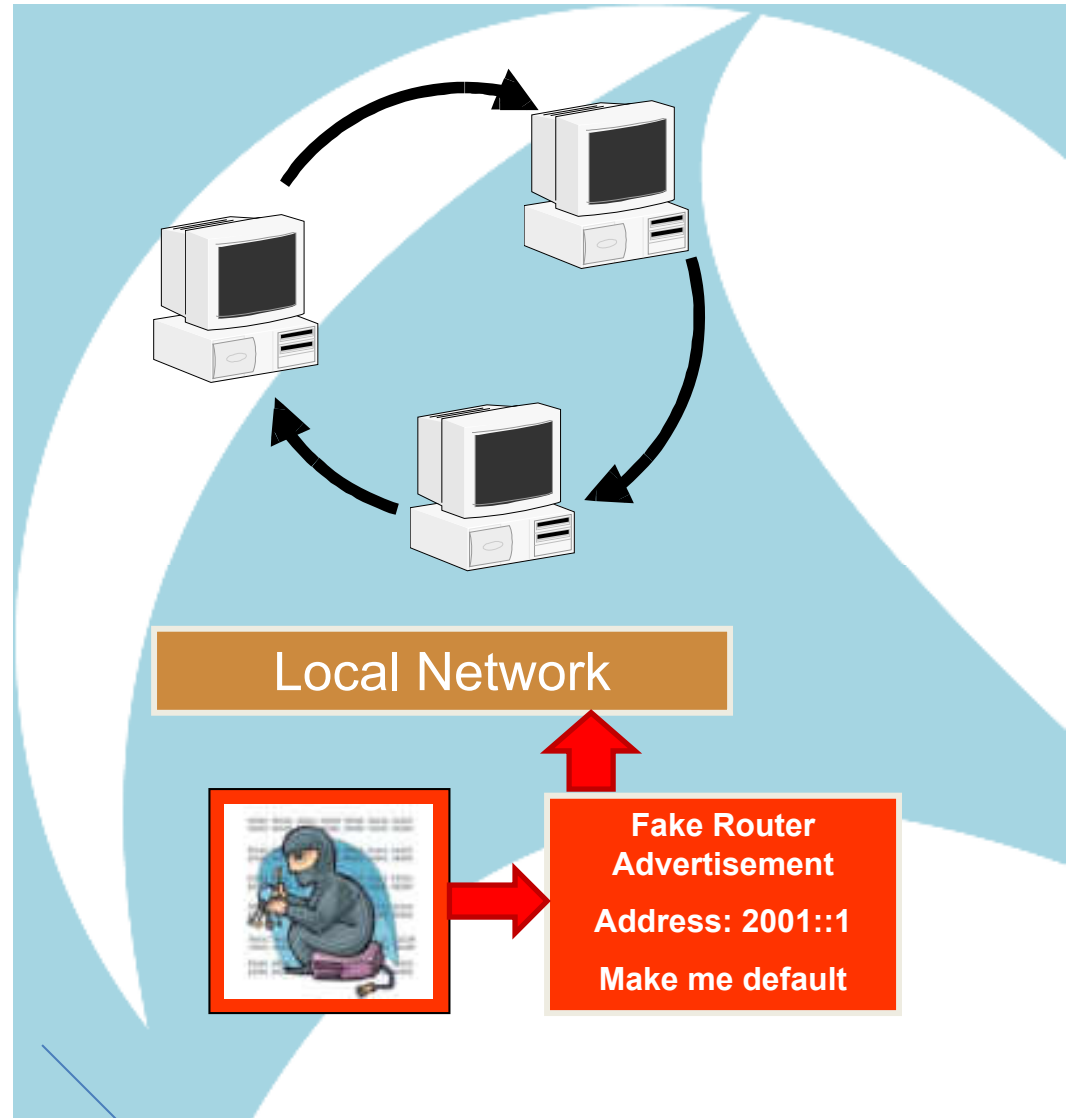 Local Network
Fake Router
Advertisement
Address: 2001::1
Make me default